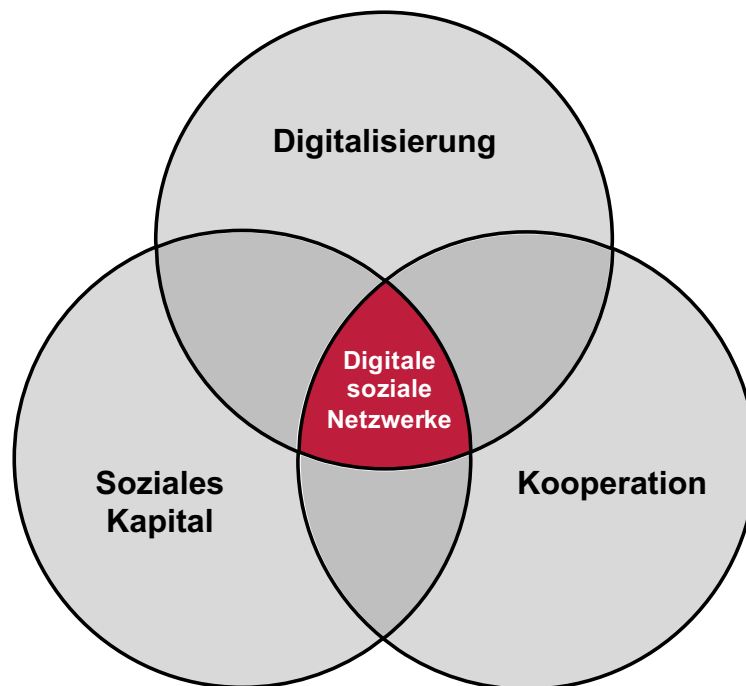 Digitalisierung
Digitale
soziale
Netzwerke
Soziales
Kapital
Kooperation